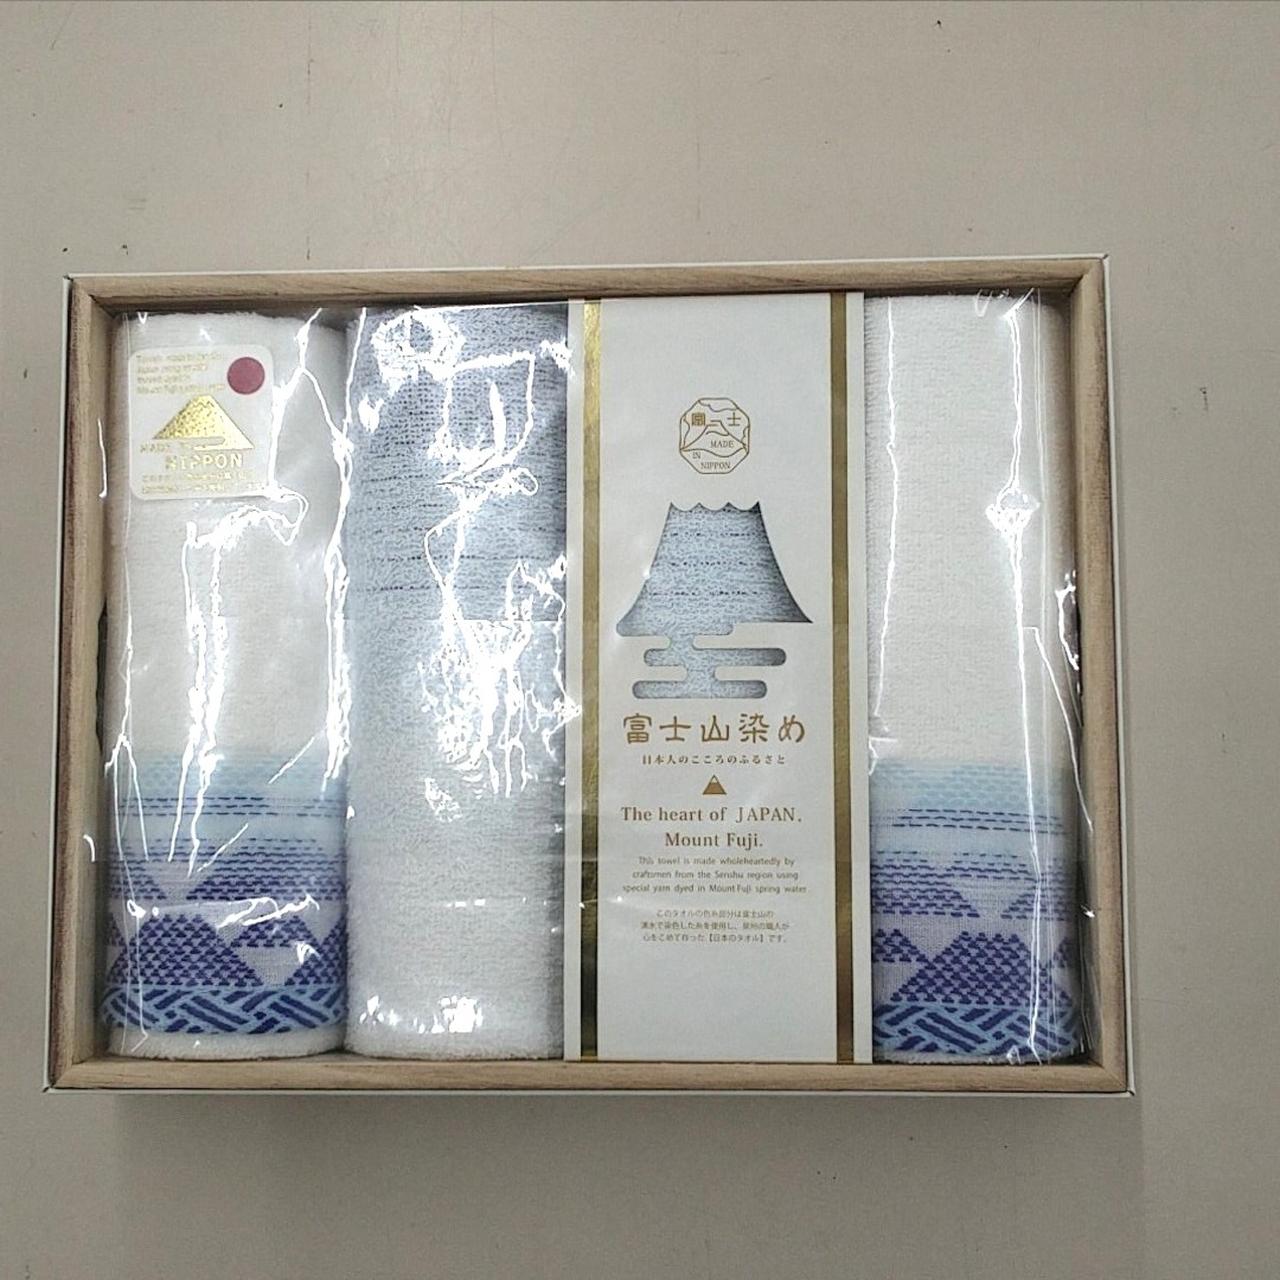 MADE
NIPPON
富士
MADE
IN
NIPPON
富士山染め
日本人のこころのふるさと
The heart of JAPAN.
Mount Fuji.
This towel is made wholeheartedly by
craftsmen from the Senshu region using
special yarn dyed in Mount Fuji spring water.
このタオルの色糸部分は富士山の
湧水で染色した糸を使用し、泉州の職人が
心をこめて作った【日本のタオル】です。